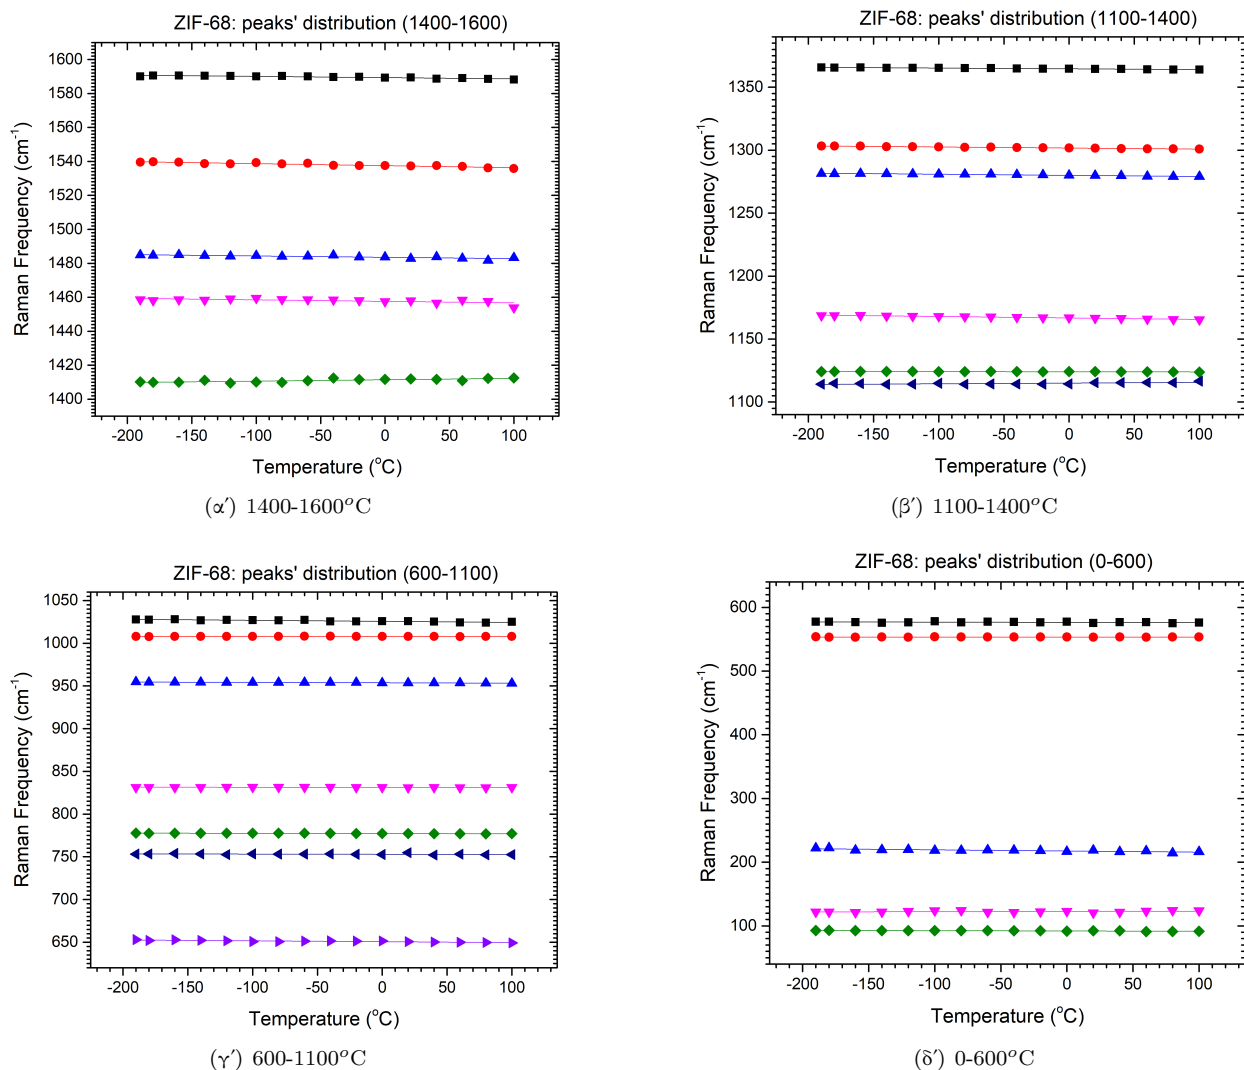 ZIF-68: peaks' distribution (1400-1600)
Raman Frequency (cm⁻¹)
1600
1580
1560
1540
1520
1500
1480
1460
1440
1420
1400
-200 -150 -100 -50 0 50 100
Temperature (°C)
(α′) 1400-1600°C
ZIF-68: peaks' distribution (1100-1400)
Raman Frequency (cm⁻¹)
1350
1300
1250
1200
1150
1100
-200 -150 -100 -50 0 50 100
Temperature (°C)
(β′) 1100-1400°C
ZIF-68: peaks' distribution (600-1100)
Raman Frequency (cm⁻¹)
1050
1000
950
900
850
800
750
700
650
-200 -150 -100 -50 0 50 100
Temperature (°C)
(γ′) 600-1100°C
ZIF-68: peaks' distribution (0-600)
Raman Frequency (cm⁻¹)
600
500
400
300
200
100
-200 -150 -100 -50 0 50 100
Temperature (°C)
(δ′) 0-600°C